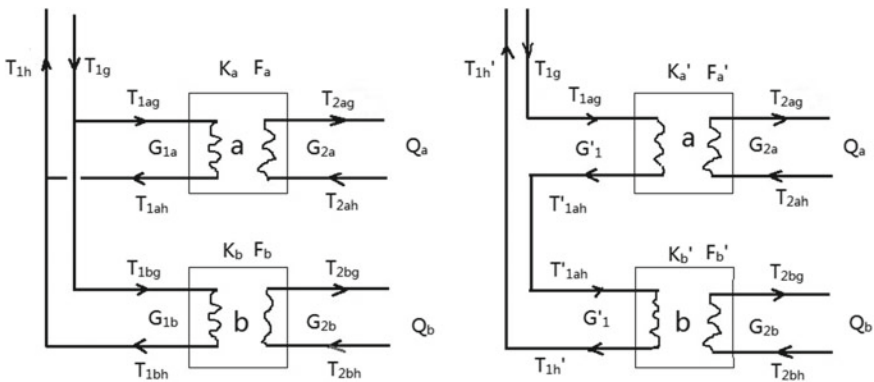 T1h
T1g
Ka Fa
T1ag
T2ag
G1a
a
G2a
Qa
T1ah
T2ah
Kb Fb
T1bg
T2bg
G1b
b
G2b
Qb
T1bh
T2bh
T1h'
T1g
Ka' Fa'
T1ag
T2ag
G'1
a
G2a
Qa
T'1ah
T2ah
T'1ah
Kb' Fb'
T2bg
G'1
b
G2b
Qb
T1h'
T2bh